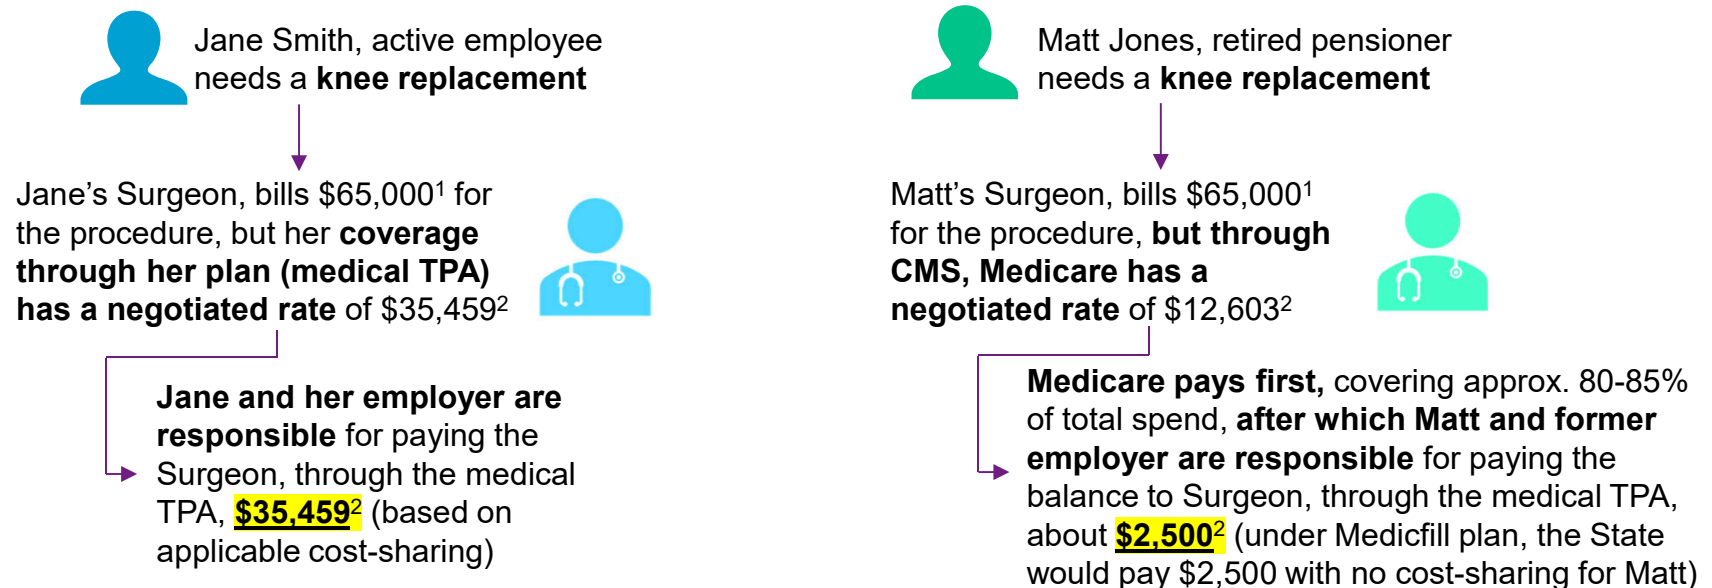 Jane Smith, active employee
needs a knee replacement
Jane’s Surgeon, bills $65,000¹ for
the procedure, but her coverage
through her plan (medical TPA)
has a negotiated rate of $35,459²
Jane and her employer are
responsible for paying the
Surgeon, through the medical
TPA, $35,459² (based on
applicable cost-sharing)
Matt Jones, retired pensioner
needs a knee replacement
Matt’s Surgeon, bills $65,000¹
for the procedure, but through
CMS, Medicare has a
negotiated rate of $12,603²
Medicare pays first, covering approx. 80-85%
of total spend, after which Matt and former
employer are responsible for paying the
balance to Surgeon, through the medical TPA,
about $2,500² (under Medicfill plan, the State
would pay $2,500 with no cost-sharing for Matt)